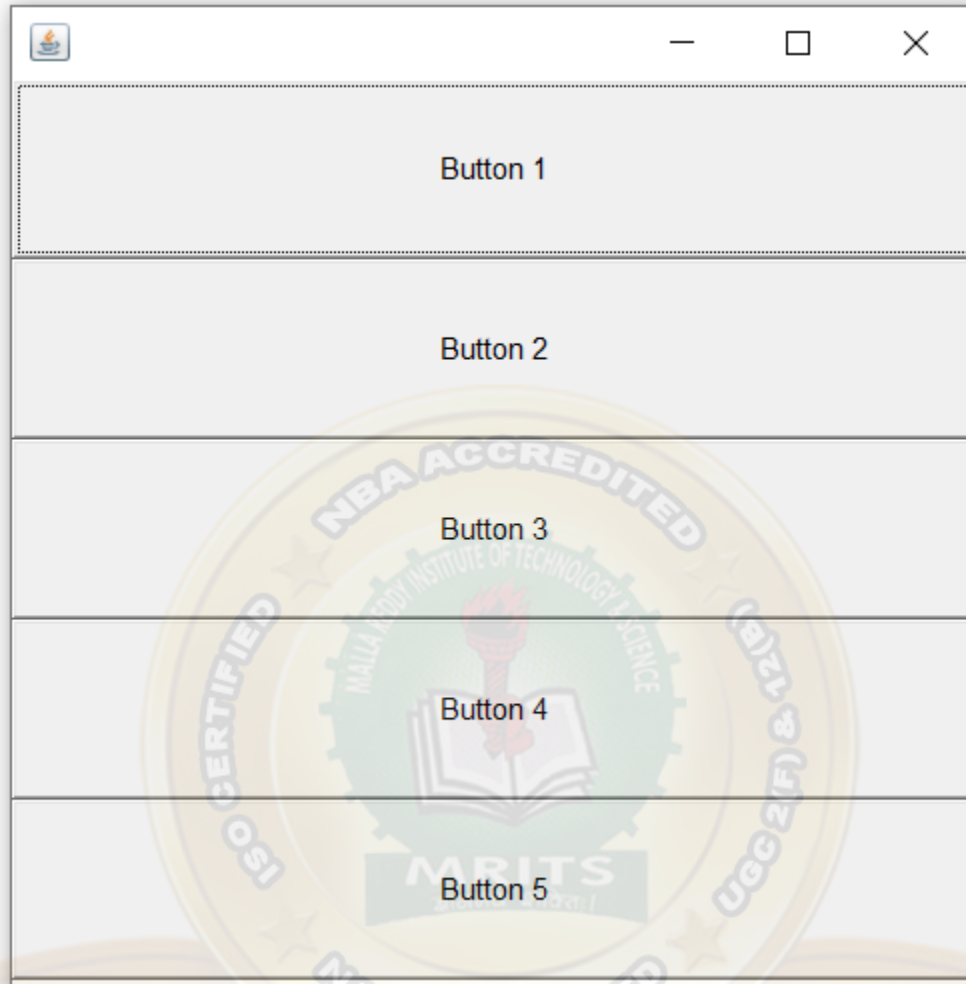 Button 1
Button 2
NBA ACCREDITED
Button 3
MALLA REDDY INSTITUTE OF TECHNOLOGY & SCIENCE
ISO CERTIFIED
UGC 2(F) & 12(B)
Button 4
MRITS
Button 5